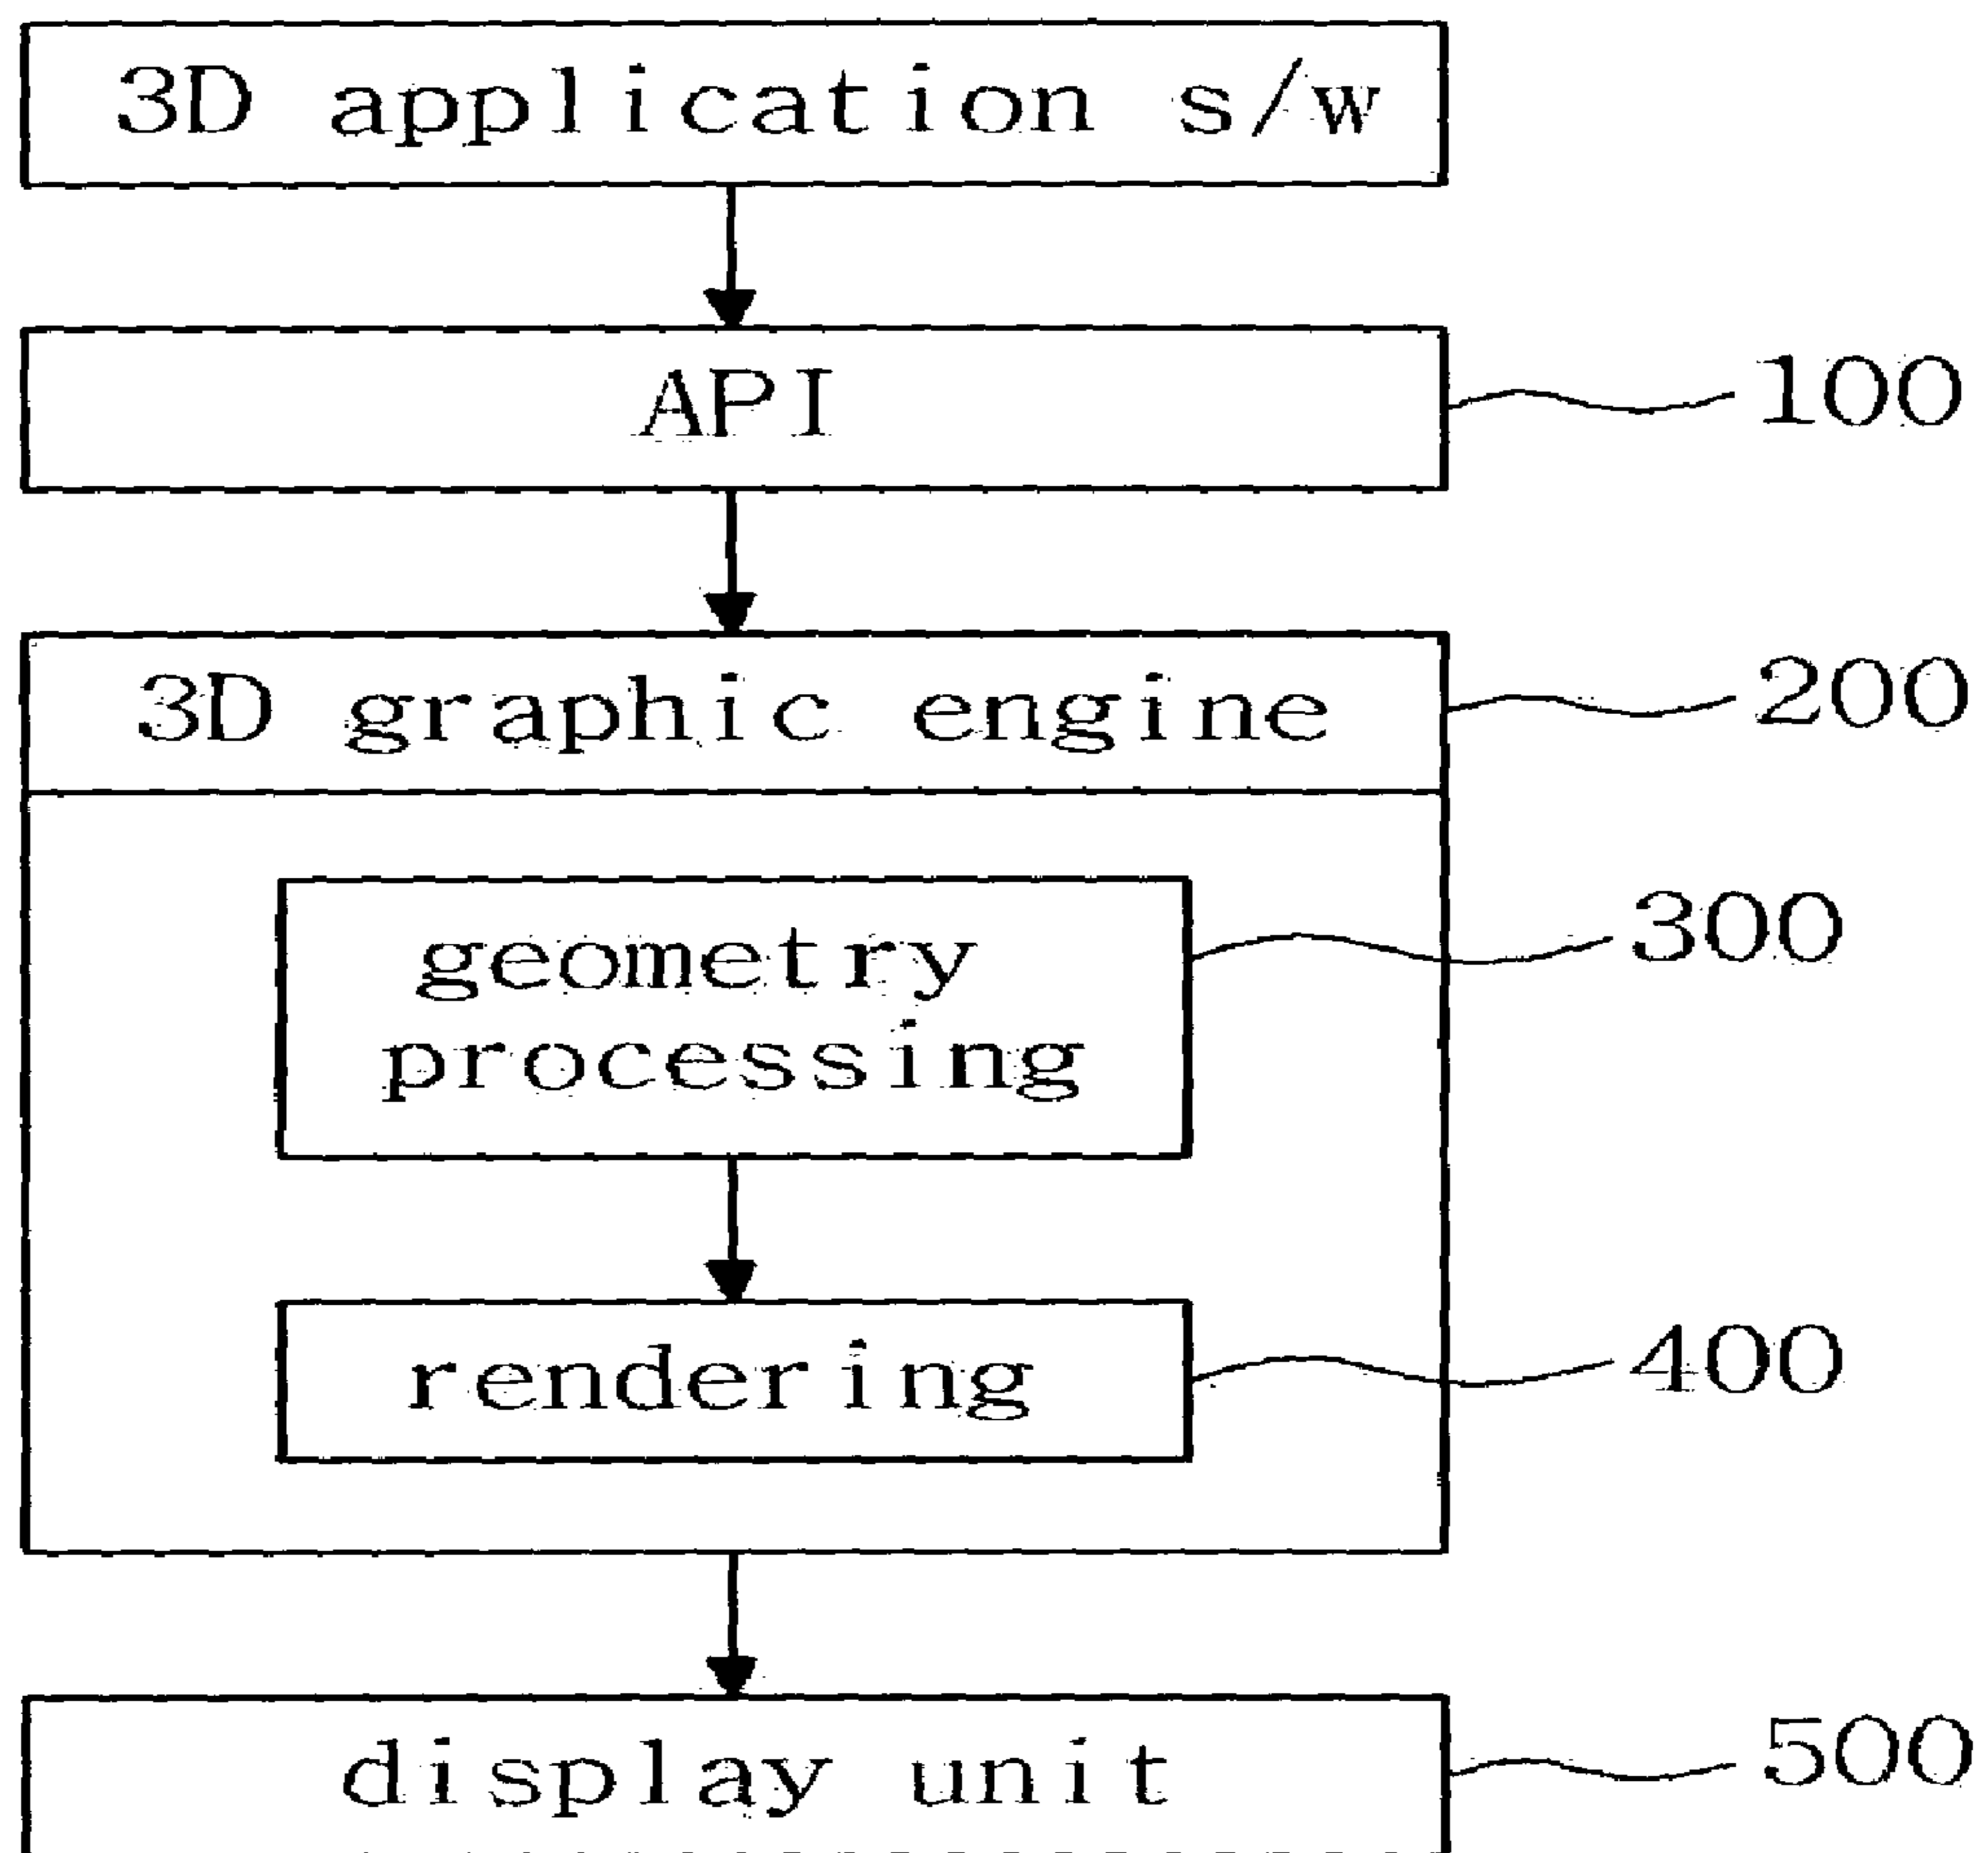 3D application s/w
API
100
3D graphic engine
200
geometry
processing
300
rendering
400
display unit
500